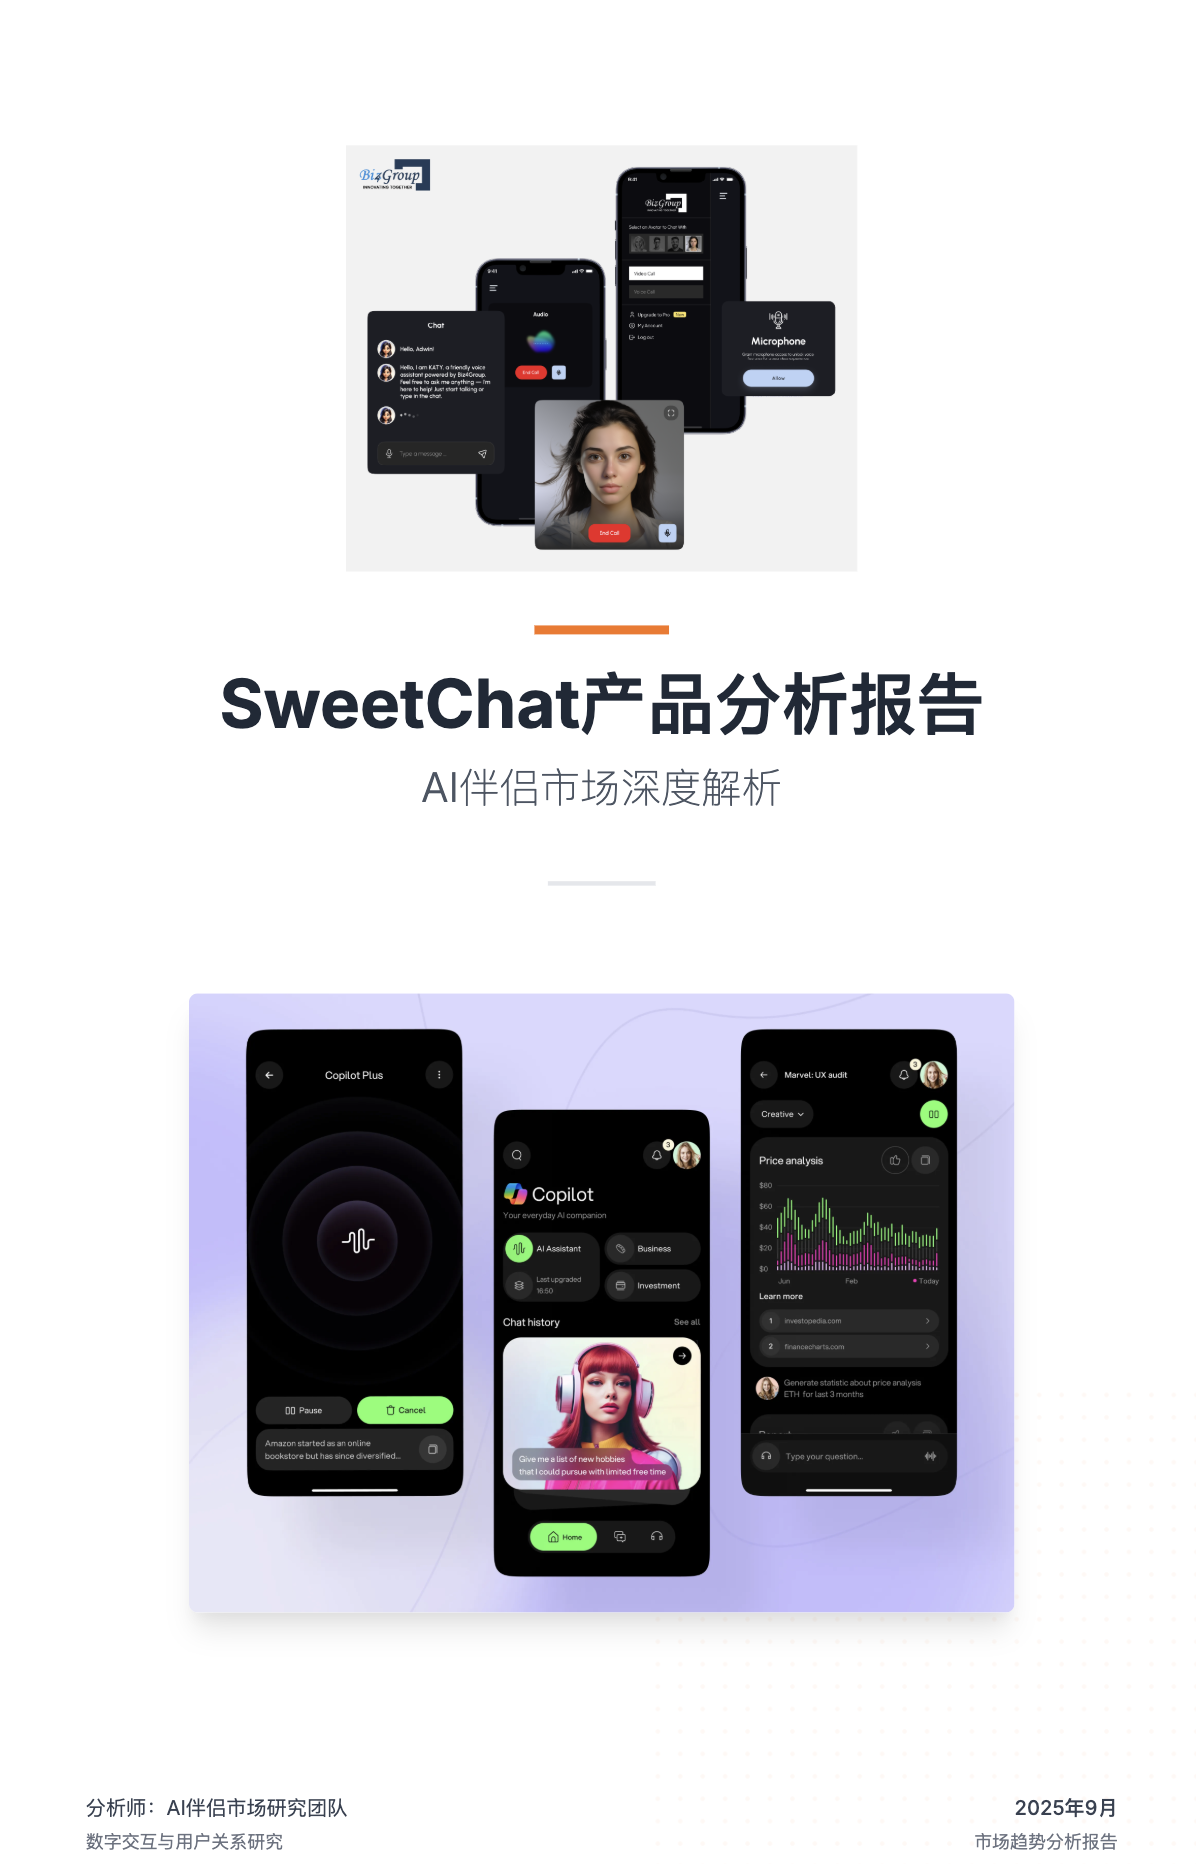 Biz4Group
INNOVATING TOGETHER
9:41
Biz4Group
Select an Avatar to Chat With
Video Call
Voice Call
Upgrade to Pro
My Account
Log out
9:41
Audio
End Call
Chat
Hello, Adwin!
Hello, I am KATY, a friendly voice
assistant powered by Biz4Group.
Feel free to ask me anything — I'm
here to help! Just start talking or
type in the chat.
Type a message...
Microphone
Allow
End Call
SweetChat产品分析报告
AI伴侣市场深度解析
Copilot Plus
Pause
Cancel
Amazon started as an online
bookstore but has since diversified...
3
Copilot
Your everyday AI companion
AI Assistant
Business
Last upgraded
16:50
Investment
Chat history
See all
Give me a list of new hobbies
that I could pursue with limited free time
Home
Marvel: UX audit
3
Creative
Price analysis
$80
$60
$40
$20
$0
Jun
Feb
Today
Learn more
1 investopedia.com
2 financecharts.com
Generate statistic about price analysis
ETH for last 3 months
Type your question...
分析师：AI伴侣市场研究团队
数字交互与用户关系研究
2025年9月
市场趋势分析报告